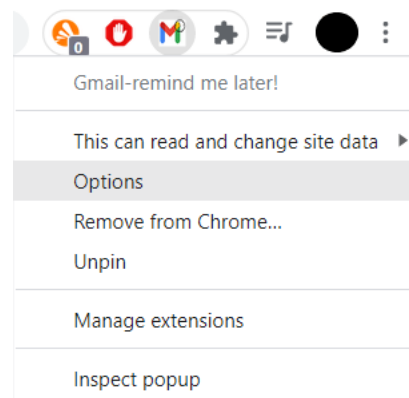 0
Gmail-remind me later!
This can read and change site data
Options
Remove from Chrome...
Unpin
Manage extensions
Inspect popup